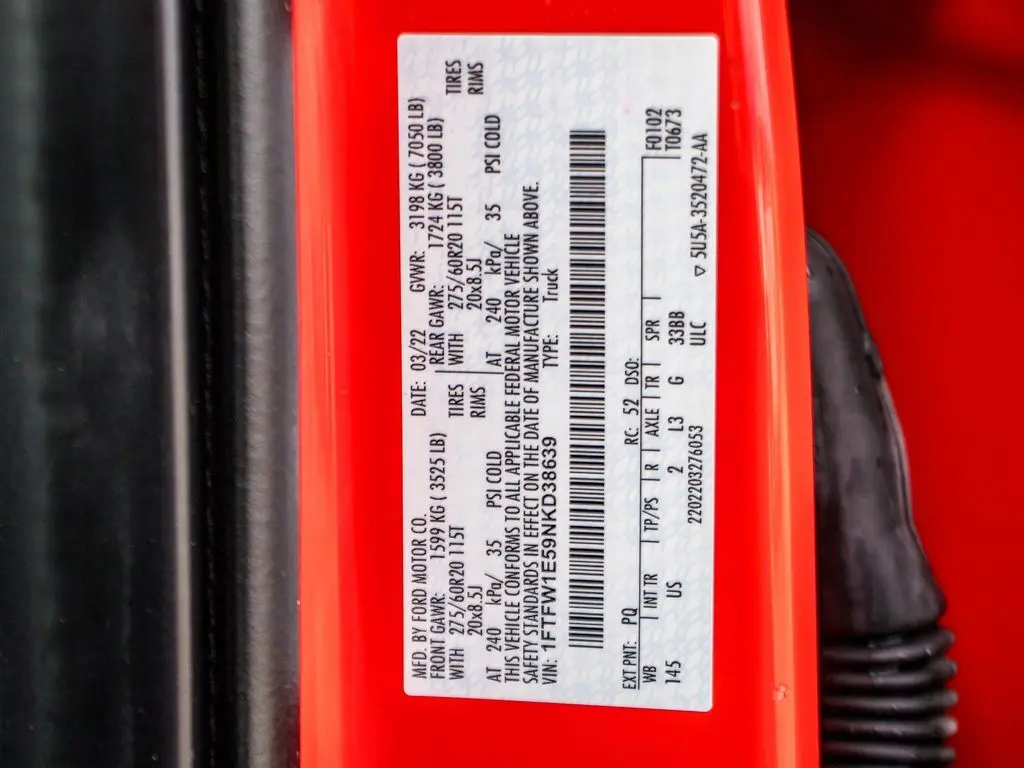 MFD. BY FORD MOTOR CO. DATE: 03/22 GVWR: 3198 KG ( 7050 LB)
FRONT GAWR: 1599 KG ( 3525 LB) REAR GAWR: 1724 KG ( 3800 LB)
WITH 275/60R20 115T TIRES WITH 275/60R20 115T TIRES
20x8.5J RIMS 20x8.5J RIMS
AT 240 kPa/ 35 PSI COLD AT 240 kPa/ 35 PSI COLD
THIS VEHICLE CONFORMS TO ALL APPLICABLE FEDERAL MOTOR VEHICLE
SAFETY STANDARDS IN EFFECT ON THE DATE OF MANUFACTURE SHOWN ABOVE.
VIN: 1FTFW1E59NKD38639 TYPE: Truck
EXT PNT: PQ RC: 52 DSO:
WB INT TR TP/PS R AXLE TR SPR F0102
145 US 2 L3 G 33BB T0673
2202203276053 ULC
▽ 5U5A-3520472-AA